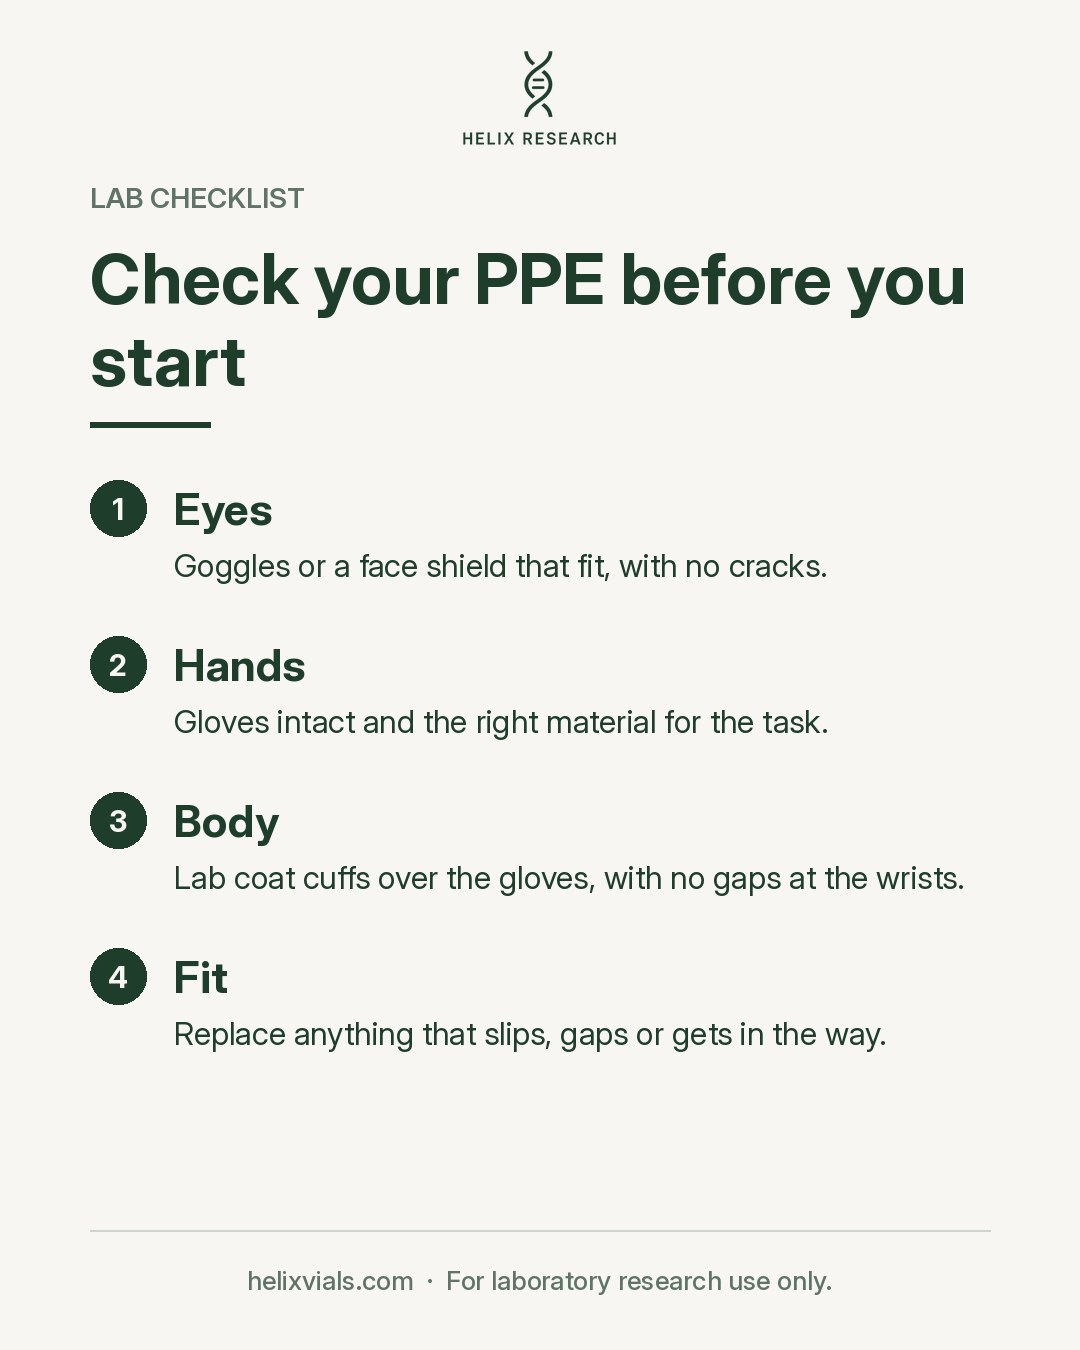 HELIX RESEARCH
LAB CHECKLIST
Check your PPE before you
start
1 Eyes
Goggles or a face shield that fit, with no cracks.
2 Hands
Gloves intact and the right material for the task.
3 Body
Lab coat cuffs over the gloves, with no gaps at the wrists.
4 Fit
Replace anything that slips, gaps or gets in the way.
helixvials.com · For laboratory research use only.